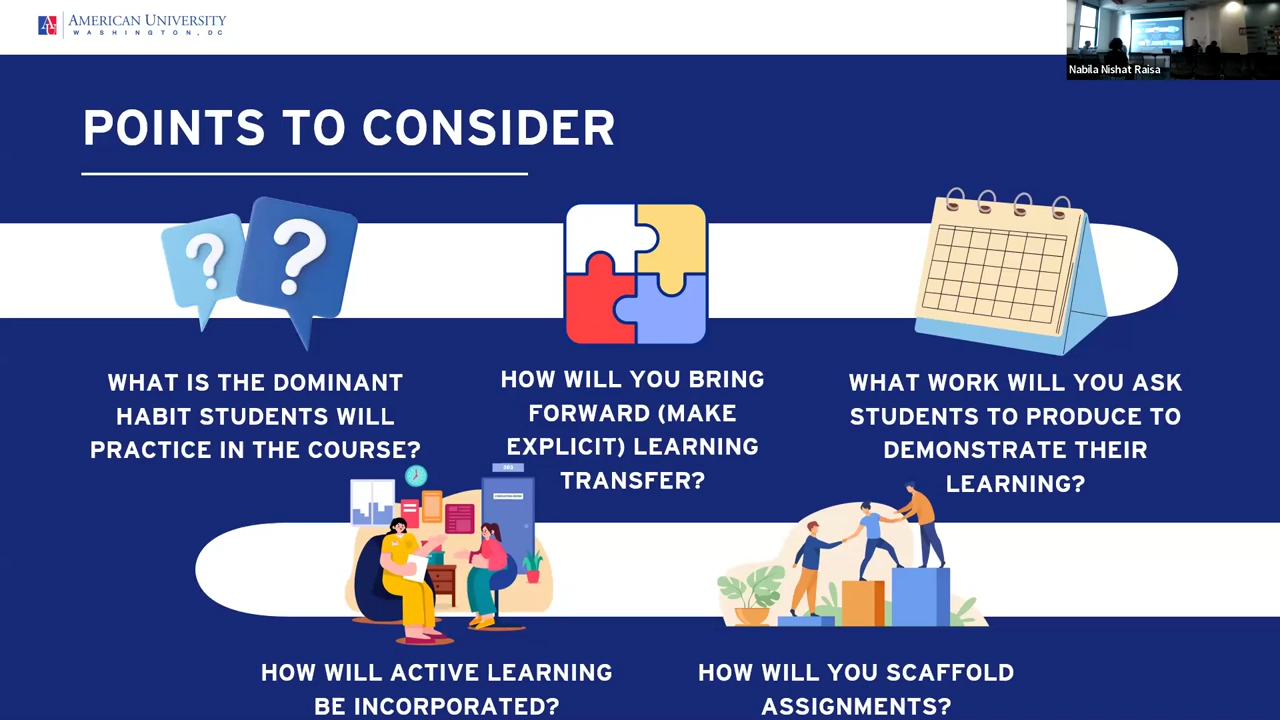 AMERICAN UNIVERSITY
WASHINGTON, DC
Nabila Nishat Raisa
POINTS TO CONSIDER
WHAT IS THE DOMINANT
HABIT STUDENTS WILL
PRACTICE IN THE COURSE?
HOW WILL YOU BRING
FORWARD (MAKE
EXPLICIT) LEARNING
TRANSFER?
WHAT WORK WILL YOU ASK
STUDENTS TO PRODUCE TO
DEMONSTRATE THEIR
LEARNING?
HOW WILL ACTIVE LEARNING
BE INCORPORATED?
HOW WILL YOU SCAFFOLD
ASSIGNMENTS?